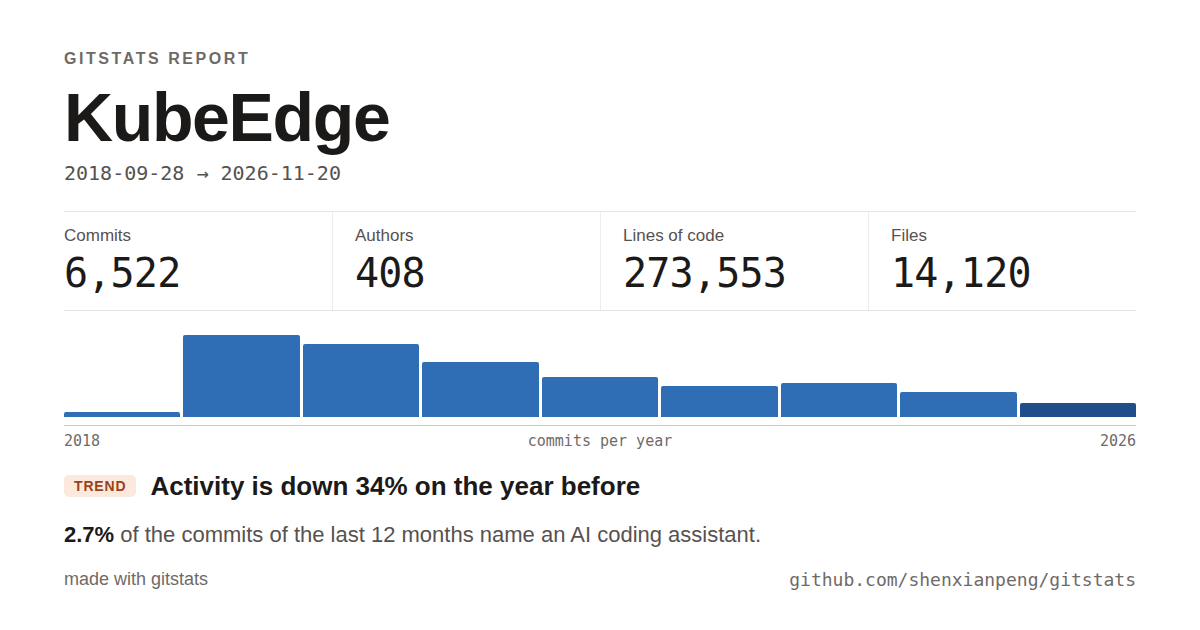 GITSTATS REPORT
KubeEdge
2018-09-28 → 2026-11-20
Commits
6,522
Authors
408
Lines of code
273,553
Files
14,120
2018
commits per year
2026
TREND Activity is down 34% on the year before
2.7% of the commits of the last 12 months name an AI coding assistant.
made with gitstats
github.com/shenxianpeng/gitstats